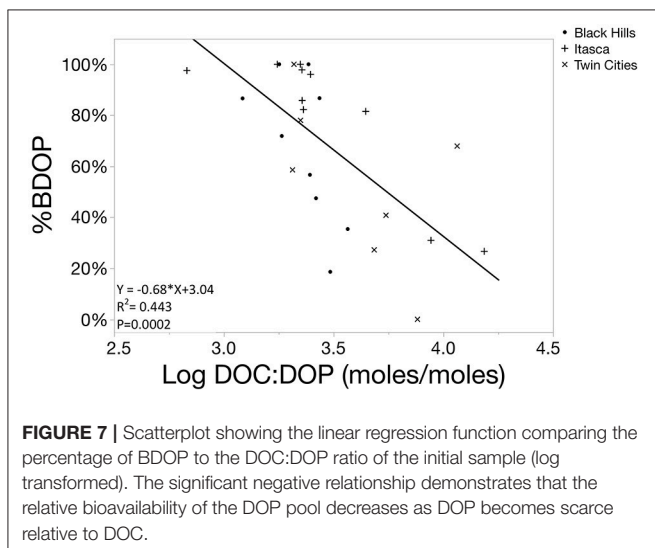 Black Hills
+ Itasca
× Twin Cities
100%
80%
60%
40%
20%
0%
%BDOP
Y = -0.68*X+3.04
R²= 0.443
P=0.0002
2.5 3.0 3.5 4.0 4.5
Log DOC:DOP (moles/moles)
FIGURE 7 | Scatterplot showing the linear regression function comparing the
percentage of BDOP to the DOC:DOP ratio of the initial sample (log
transformed). The significant negative relationship demonstrates that the
relative bioavailability of the DOP pool decreases as DOP becomes scarce
relative to DOC.